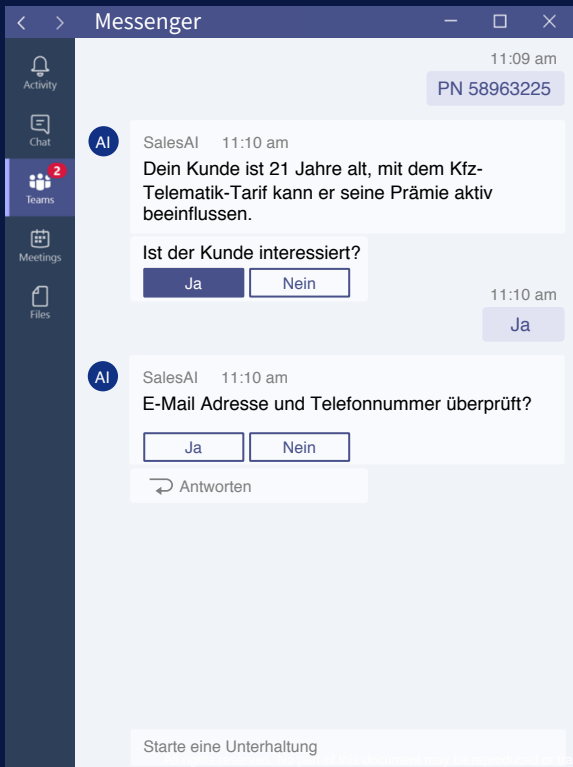 Messenger
Activity
Chat
2
Teams
Meetings
Files
11:09 am
PN 58963225
AI
SalesAI 11:10 am
Dein Kunde ist 21 Jahre alt, mit dem Kfz-
Telematik-Tarif kann er seine Prämie aktiv
beeinflussen.
Ist der Kunde interessiert?
Ja Nein
11:10 am
Ja
AI
SalesAI 11:10 am
E-Mail Adresse und Telefonnummer überprüft?
Ja Nein
Antworten
Starte eine Unterhaltung